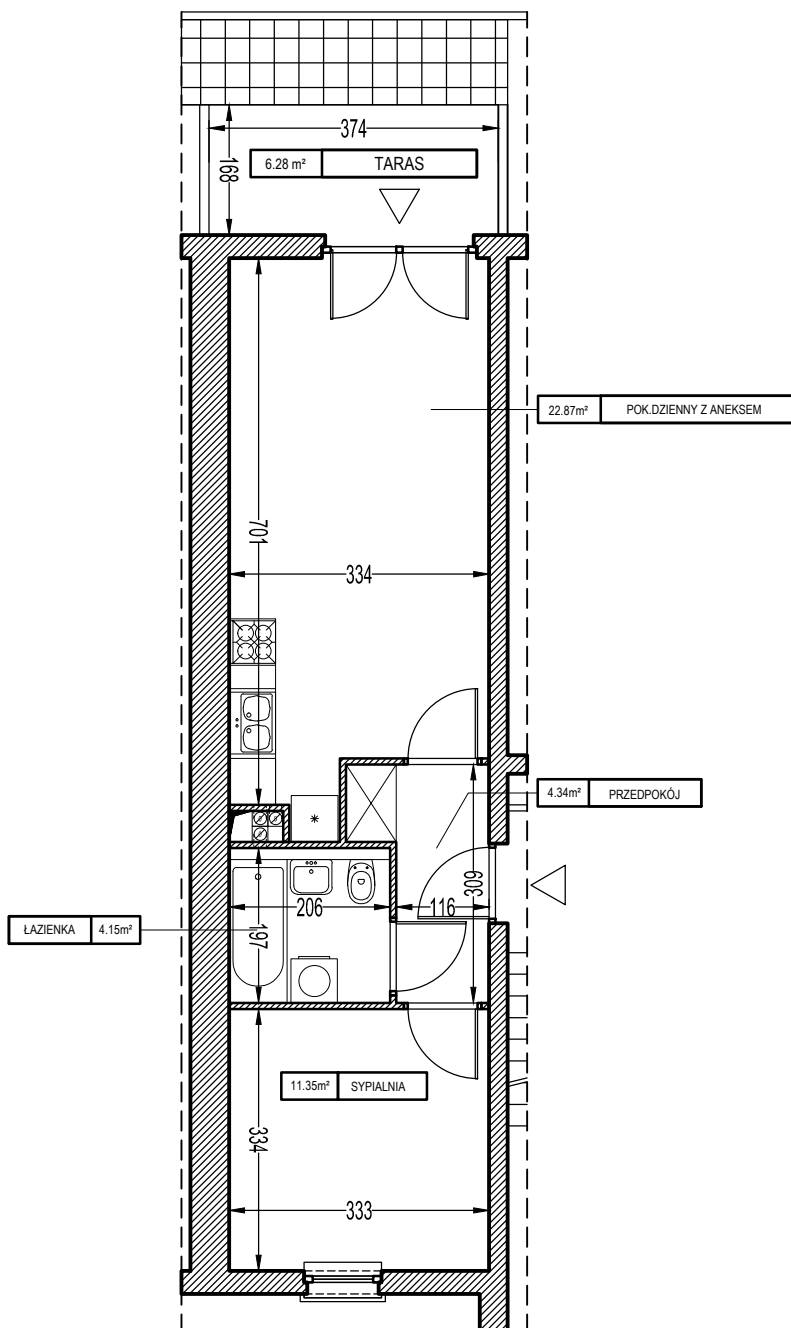 374
168
6.28 m² TARAS
22.87m² POK.DZIENNY Z ANEKSEM
701
334
4.34m² PRZEDPOKÓJ
309
206
116
ŁAZIENKA 4.15m²
197
11.35m² SYPIALNIA
334
333